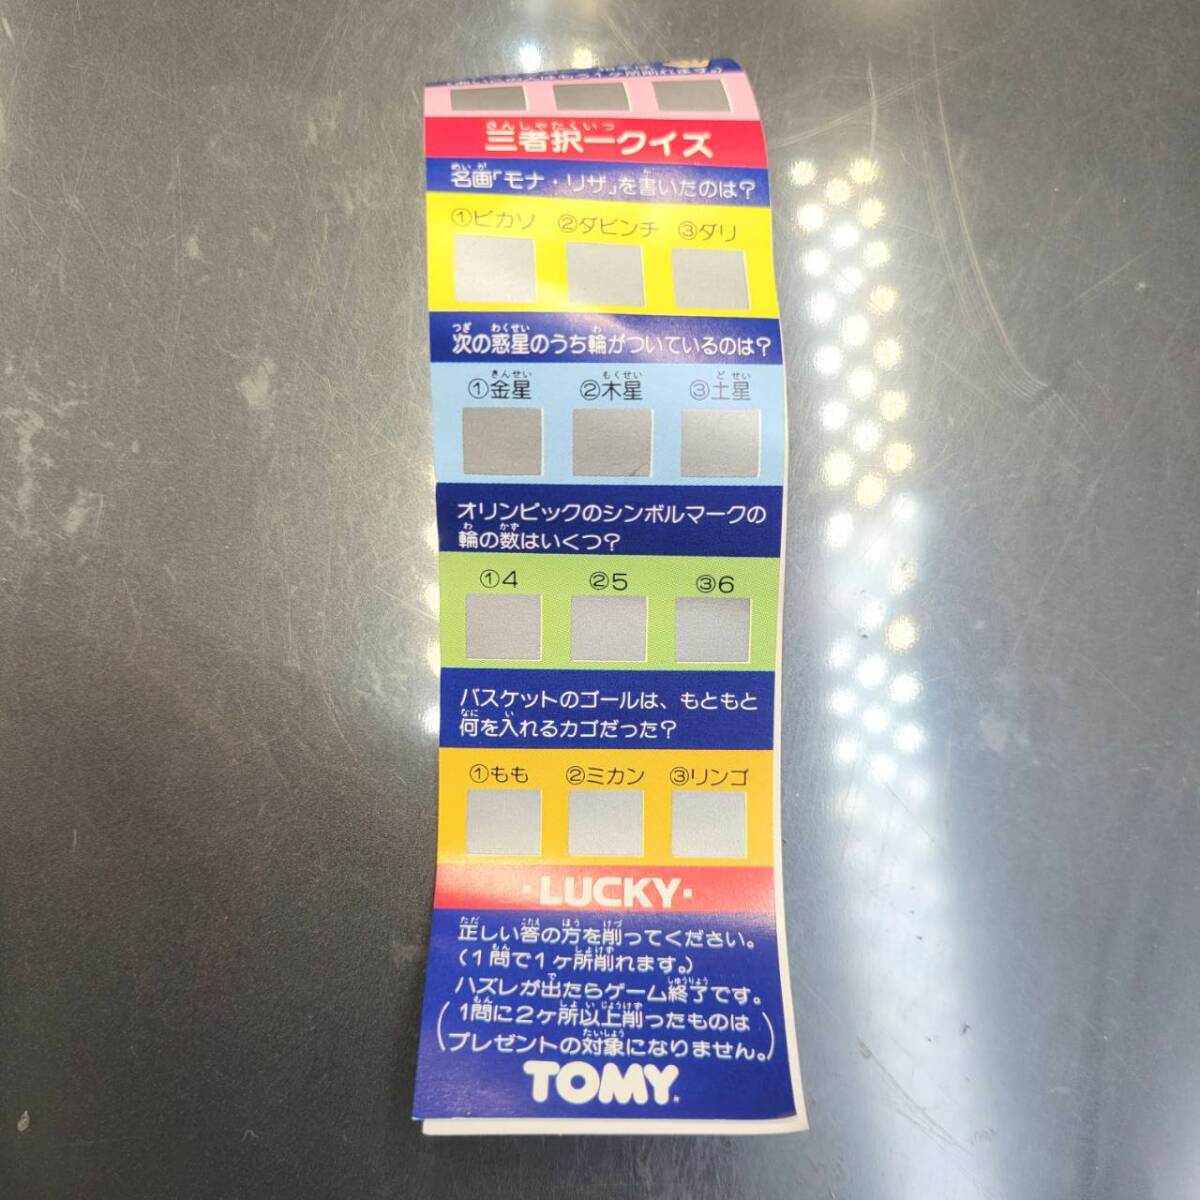 三者択一クイズ
名画「モナ・リザ」を書いたのは?
①ピカソ ②ダビンチ ③ダリ
次の惑星のうち輪がついているのは?
①金星 ②木星 ③土星
オリンピックのシンボルマークの
輪の数はいくつ?
①4 ②5 ③6
バスケットのゴールは、もともと
何を入れるカゴだった?
①もも ②ミカン ③リンゴ
・LUCKY・
正しい答の方を削ってください。
(1問で1ヶ所削れます。)
ハズレが出たらゲーム終了です。
(1問に2ヶ所以上削ったものは
プレゼントの対象になりません。)
TOMY